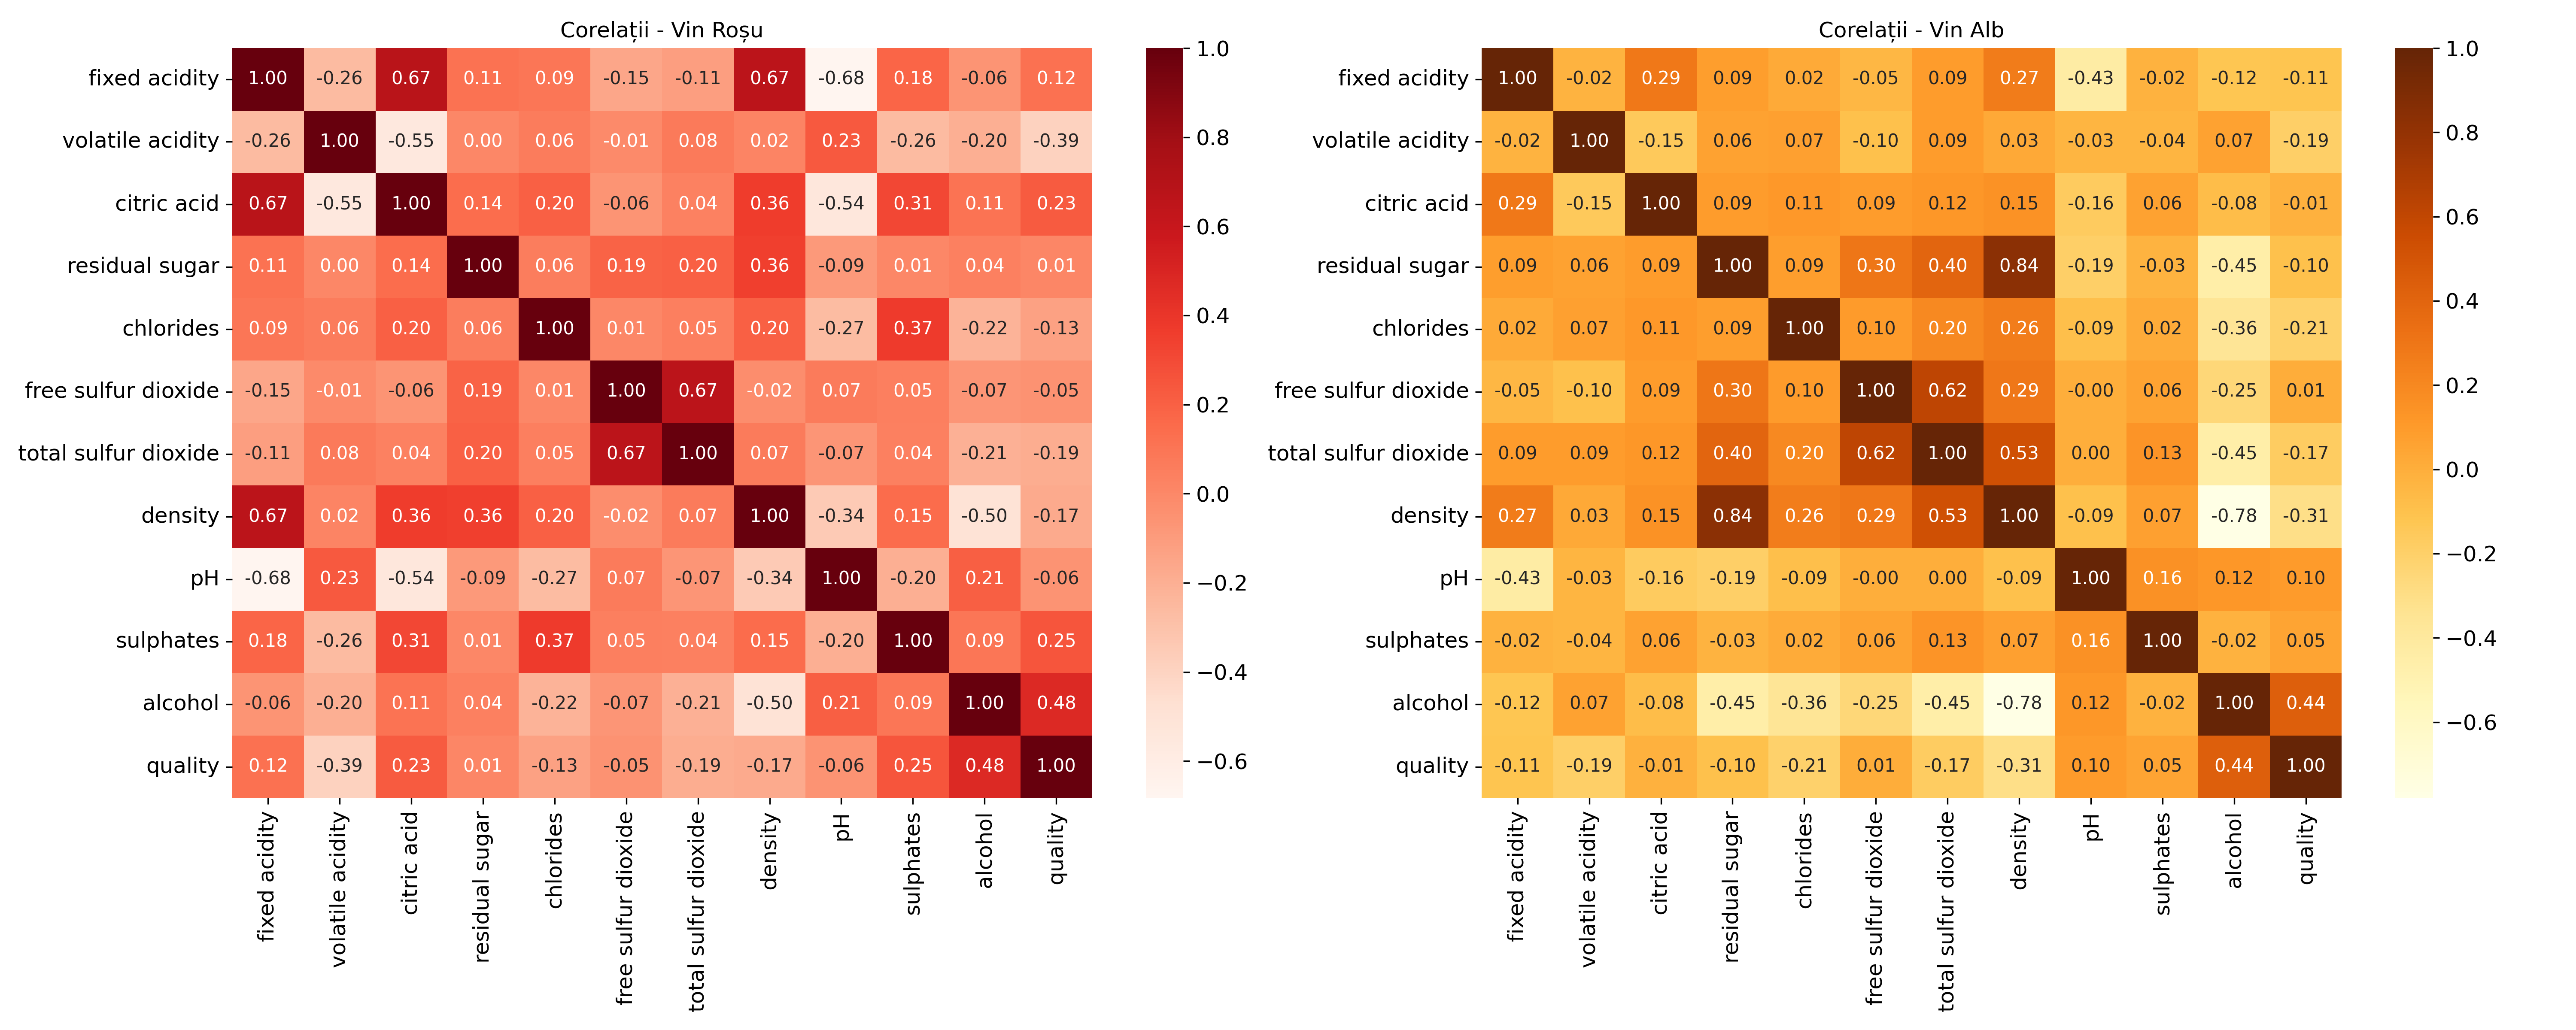 Corelații - Vin Roșu
fixed acidity 1.00 -0.26 0.67 0.11 0.09 -0.15 -0.11 0.67 -0.68 0.18 -0.06 0.12
volatile acidity -0.26 1.00 -0.55 0.00 0.06 -0.01 0.08 0.02 0.23 -0.26 -0.20 -0.39
citric acid 0.67 -0.55 1.00 0.14 0.20 -0.06 0.04 0.36 -0.54 0.31 0.11 0.23
residual sugar 0.11 0.00 0.14 1.00 0.06 0.19 0.20 0.36 -0.09 0.01 0.04 0.01
chlorides 0.09 0.06 0.20 0.06 1.00 0.01 0.05 0.20 -0.27 0.37 -0.22 -0.13
free sulfur dioxide -0.15 -0.01 -0.06 0.19 0.01 1.00 0.67 -0.02 0.07 0.05 -0.07 -0.05
total sulfur dioxide -0.11 0.08 0.04 0.20 0.05 0.67 1.00 0.07 -0.07 0.04 -0.21 -0.19
density 0.67 0.02 0.36 0.36 0.20 -0.02 0.07 1.00 -0.34 0.15 -0.50 -0.17
pH -0.68 0.23 -0.54 -0.09 -0.27 0.07 -0.07 -0.34 1.00 -0.20 0.21 -0.06
sulphates 0.18 -0.26 0.31 0.01 0.37 0.05 0.04 0.15 -0.20 1.00 0.09 0.25
alcohol -0.06 -0.20 0.11 0.04 -0.22 -0.07 -0.21 -0.50 0.21 0.09 1.00 0.48
quality 0.12 -0.39 0.23 0.01 -0.13 -0.05 -0.19 -0.17 -0.06 0.25 0.48 1.00
fixed acidity
volatile acidity
citric acid
residual sugar
chlorides
free sulfur dioxide
total sulfur dioxide
density
pH
sulphates
alcohol
quality
1.0
0.8
0.6
0.4
0.2
0.0
−0.2
−0.4
−0.6
Corelații - Vin Alb
fixed acidity 1.00 -0.02 0.29 0.09 0.02 -0.05 0.09 0.27 -0.43 -0.02 -0.12 -0.11
volatile acidity -0.02 1.00 -0.15 0.06 0.07 -0.10 0.09 0.03 -0.03 -0.04 0.07 -0.19
citric acid 0.29 -0.15 1.00 0.09 0.11 0.09 0.12 0.15 -0.16 0.06 -0.08 -0.01
residual sugar 0.09 0.06 0.09 1.00 0.09 0.30 0.40 0.84 -0.19 -0.03 -0.45 -0.10
chlorides 0.02 0.07 0.11 0.09 1.00 0.10 0.20 0.26 -0.09 0.02 -0.36 -0.21
free sulfur dioxide -0.05 -0.10 0.09 0.30 0.10 1.00 0.62 0.29 -0.00 0.06 -0.25 0.01
total sulfur dioxide 0.09 0.09 0.12 0.40 0.20 0.62 1.00 0.53 0.00 0.13 -0.45 -0.17
density 0.27 0.03 0.15 0.84 0.26 0.29 0.53 1.00 -0.09 0.07 -0.78 -0.31
pH -0.43 -0.03 -0.16 -0.19 -0.09 -0.00 0.00 -0.09 1.00 0.16 0.12 0.10
sulphates -0.02 -0.04 0.06 -0.03 0.02 0.06 0.13 0.07 0.16 1.00 -0.02 0.05
alcohol -0.12 0.07 -0.08 -0.45 -0.36 -0.25 -0.45 -0.78 0.12 -0.02 1.00 0.44
quality -0.11 -0.19 -0.01 -0.10 -0.21 0.01 -0.17 -0.31 0.10 0.05 0.44 1.00
fixed acidity
volatile acidity
citric acid
residual sugar
chlorides
free sulfur dioxide
total sulfur dioxide
density
pH
sulphates
alcohol
quality
1.0
0.8
0.6
0.4
0.2
0.0
−0.2
−0.4
−0.6